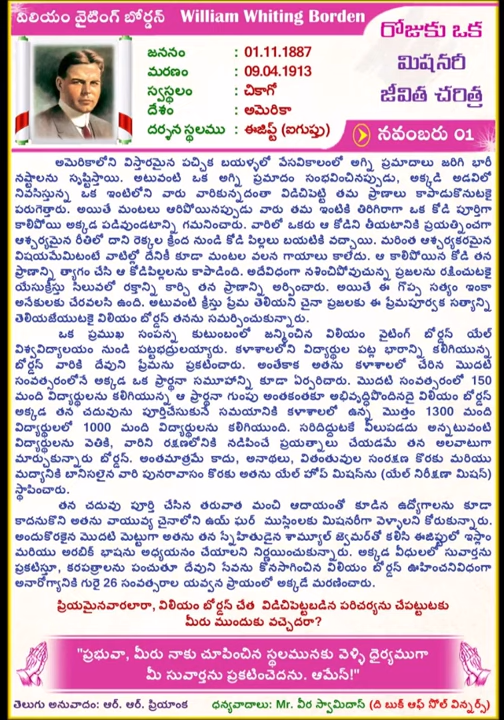 విలియం వైటింగ్ బోర్డన్ William Whiting Borden
రోజుకు ఒక
మిషనరీ
జీవిత చరిత్ర
జననం : 01.11.1887
మరణం : 09.04.1913
స్వస్థలం : చికాగో
దేశం : అమెరికా
దర్శన స్థలము : ఈజిప్ట్ (ఐగుప్తు)
నవంబరు 01
అమెరికాలోని విస్తారమైన పచ్చిక బయళ్ళలో వేసవికాలంలో అగ్ని ప్రమాదాలు జరిగి భారీ
నష్టాలను సృష్టిస్తాయి. అటువంటి ఒక అగ్ని ప్రమాదం సంభవించినప్పుడు, అక్కడి అడవిలో
నివసిస్తున్న ఒక ఇంటిలోని వారు వారికున్నదంతా విడిచిపెట్టి తమ ప్రాణాలు కాపాడుకొనుటకై
పరుగెత్తారు. అయితే మంటలు ఆరిపోయినప్పుడు వారు తమ ఇంటికి తిరిగిరాగా ఒక కోడి పూర్తిగా
కాలిపోయి అక్కడ పడివుండటాన్ని గమనించారు. వారిలో ఒకరు ఆ కోడిని తీయటానికి ప్రయత్నించగా
ఆశ్చర్యమైన రీతిలో దాని రెక్కల క్రింద నుండి కోడి పిల్లలు బయటికి వచ్చాయి. మరింత ఆశ్చర్యకరమైన
విషయమేమిటంటే వాటిల్లో దేనికి కూడా మంటల వలన గాయాలు కాలేదు. ఆ కాలిపోయిన కోడి తన
ప్రాణాన్ని త్యాగం చేసి ఆ కోడిపిల్లలను కాపాడింది. అదేవిధంగా నశించిపోవుచున్న ప్రజలను రక్షించుటకై
యేసుక్రీస్తు సిలువలో రక్తాన్ని కార్చి తన ప్రాణాన్ని అర్పించారు. అయితే ఈ గొప్ప సత్యం ఇంకా
అనేకులకు చేరవలసి ఉంది. అటువంటి క్రీస్తు ప్రేమ తెలియని చైనా ప్రజలకు ఈ ప్రేమపూర్వక సత్యాన్ని
తెలియజేయుటకై విలియం బోర్డన్ తనను సమర్పించుకున్నారు.
ఒక ప్రముఖ సంపన్న కుటుంబంలో జన్మించిన విలియం వైటింగ్ బోర్డన్ యేల్
విశ్వవిద్యాలయం నుండి పట్టభద్రులయ్యారు. కళాశాలలోని విద్యార్థుల పట్ల భారాన్ని కలిగియున్న
బోర్డన్ వారికి దేవుని ప్రేమను ప్రకటించారు. అంతేకాక అతను కళాశాలలో చేరిన మొదటి
సంవత్సరంలోనే అక్కడ ఒక ప్రార్థనా సమూహాన్ని కూడా ఏర్పరిచారు. మొదటి సంవత్సరంలో 150
మంది విద్యార్థులను కలిగియున్న ఆ ప్రార్థనా గుంపు అంతకంతకూ అభివృద్ధిపొందినదై విలియం బోర్డన్
అక్కడ తన చదువును పూర్తిచేసుకునే సమయానికి కళాశాలలో ఉన్న మొత్తం 1300 మంది
విద్యార్థులలో 1000 మంది విద్యార్థులను కలిగియుంది. సరిదిద్దుటకే వీలుపడదు అన్నటువంటి
విద్యార్థులను వెతికి, వారిని రక్షణలోనికి నడిపించే ప్రయత్నాలు చేయడమే తన అలవాటుగా
మార్చుకున్నారు బోర్డన్. అంతమాత్రమే కాదు, అనాథలు, వితంతువుల సంరక్షణ కొరకు మరియు
మద్యానికి బానిసలైన వారి పునరావాసం కొరకు అతను యేల్ హోప్ మిషన్‌ను (యేల్ నిరీక్షణా మిషన్)
స్థాపించారు.
తన చదువు పూర్తి చేసిన తరువాత మంచి ఆదాయంతో కూడిన ఉద్యోగాలను కూడా
కాదనుకొని అతను వాయువ్య చైనాలోని ఉయ్ ఘర్ ముస్లింలకు మిషనరీగా వెళ్ళాలని కోరుకున్నారు.
అందుకొరకైన మొదటి మెట్టుగా అతను తన స్నేహితుడైన శామ్యూల్ జ్వెమర్‌తో కలిసి ఈజిప్టులో ఇస్లాం
మరియు అరబిక్ భాషను అధ్యయనం చేయాలని నిర్ణయించుకున్నారు. అక్కడ వీధులలో సువార్తను
ప్రకటిస్తూ, కరపత్రాలను పంచుతూ దేవుని సేవను కొనసాగించిన విలియం బోర్డన్ ఊహించనివిధంగా
అనారోగ్యానికి గురై 26 సంవత్సరాల యవ్వన ప్రాయంలో అక్కడే మరణించారు.
ప్రియమైనవారలారా, విలియం బోర్డన్ చేత విడిచిపెట్టబడిన పరిచర్యను చేపట్టుటకు
మీరు ముందుకు వచ్చెదరా?
"ప్రభువా, మీరు నాకు చూపించిన స్థలమునకు వెళ్ళి ధైర్యముగా
మీ సువార్తను ప్రకటించెదను. ఆమేన్!"
తెలుగు అనువాదం: ఆర్. ఆర్. ప్రియాంక ధన్యవాదాలు: Mr. వీర స్వామిదాస్ (ది బుక్ ఆఫ్ సోల్ విన్నర్స్)